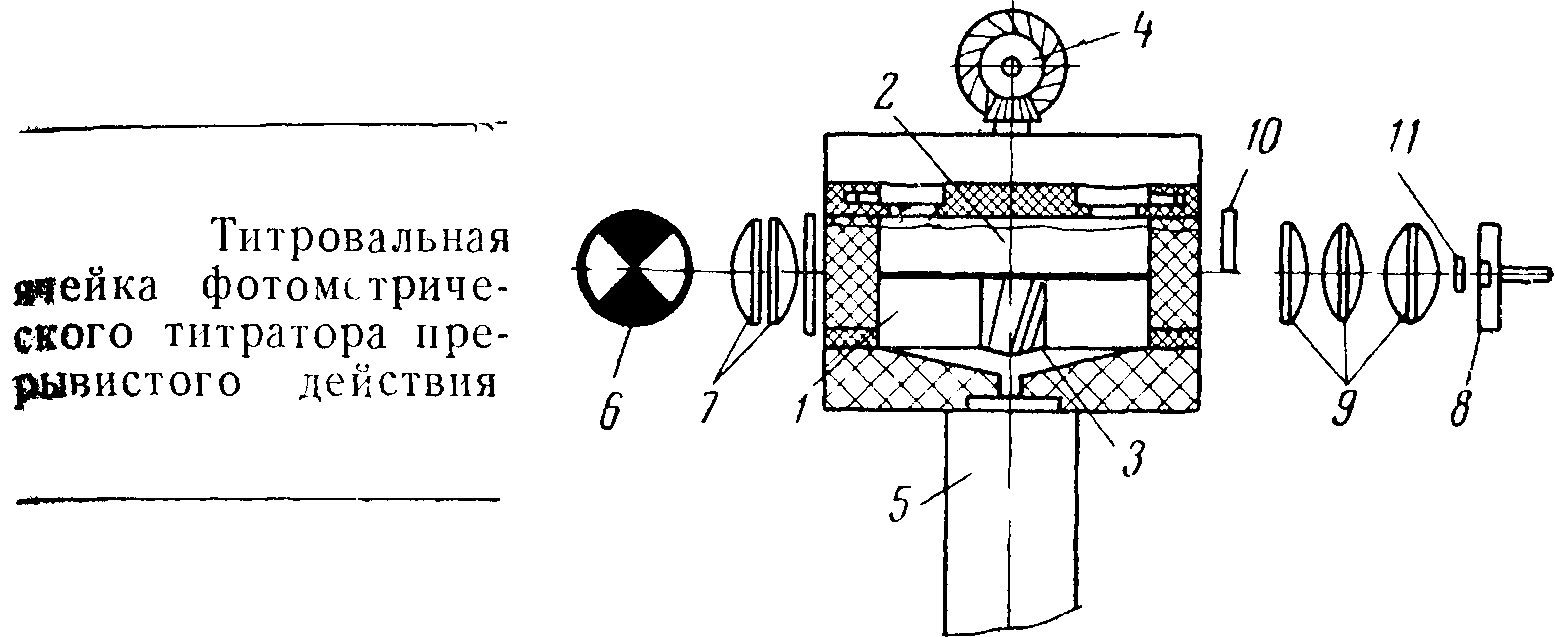 Титровальная
ячейка фотометриче-
ского титратора пре-
рывистого действия
4
2
10
11
6
7
1
3
9
8
5